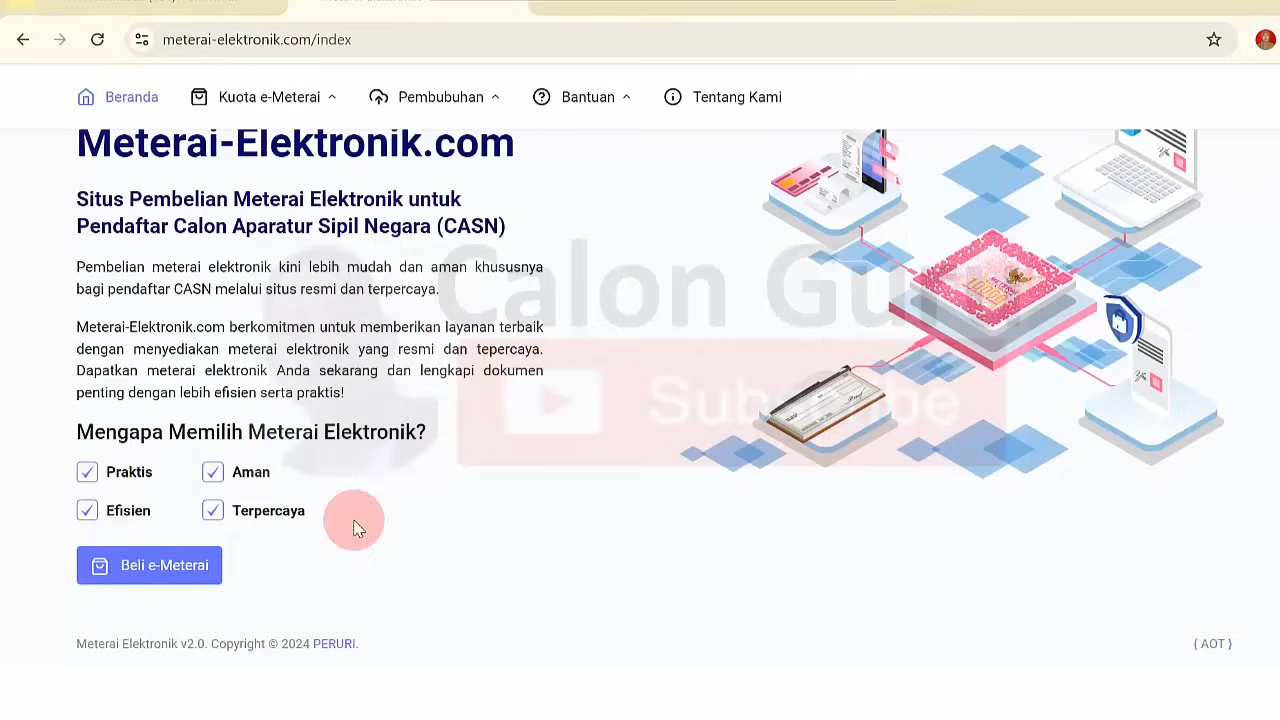 meterai-elektronik.com/index
Beranda
Kuota e-Meterai
Pembubuhan
Bantuan
Tentang Kami
Meterai-Elektronik.com
Situs Pembelian Meterai Elektronik untuk
Pendaftar Calon Aparatur Sipil Negara (CASN)
Pembelian meterai elektronik kini lebih mudah dan aman khususnya
bagi pendaftar CASN melalui situs resmi dan terpercaya.
Meterai-Elektronik.com berkomitmen untuk memberikan layanan terbaik
dengan menyediakan meterai elektronik yang resmi dan tepercaya.
Dapatkan meterai elektronik Anda sekarang dan lengkapi dokumen
penting dengan lebih efisien serta praktis!
Mengapa Memilih Meterai Elektronik?
Praktis
Aman
Efisien
Terpercaya
Beli e-Meterai
Calon Guru
Subscribe
METERAI
10000
Meterai Elektronik v2.0. Copyright © 2024 PERURI.
{ AOT }